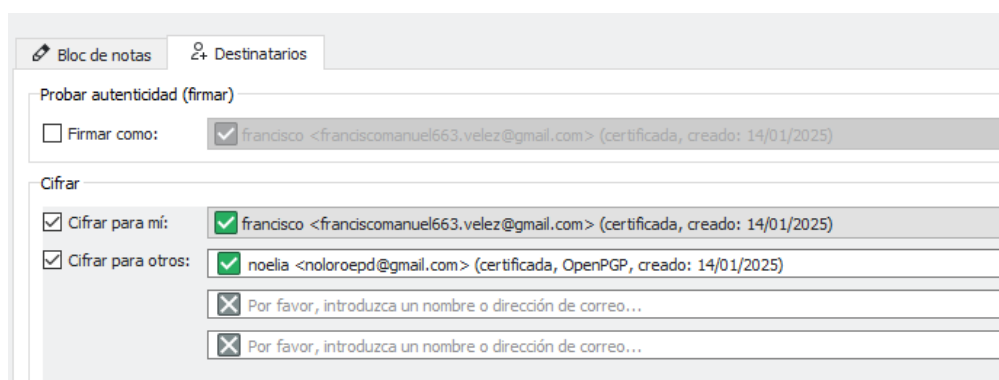 Bloc de notas Destinatarios
Probar autenticidad (firmar)
Firmar como: francisco <franciscomanuel663.velez@gmail.com> (certificada, creado: 14/01/2025)
Cifrar
Cifrar para mí: francisco <franciscomanuel663.velez@gmail.com> (certificada, creado: 14/01/2025)
Cifrar para otros: noelia <noloroepd@gmail.com> (certificada, OpenPGP, creado: 14/01/2025)
Por favor, introduzca un nombre o dirección de correo...
Por favor, introduzca un nombre o dirección de correo...